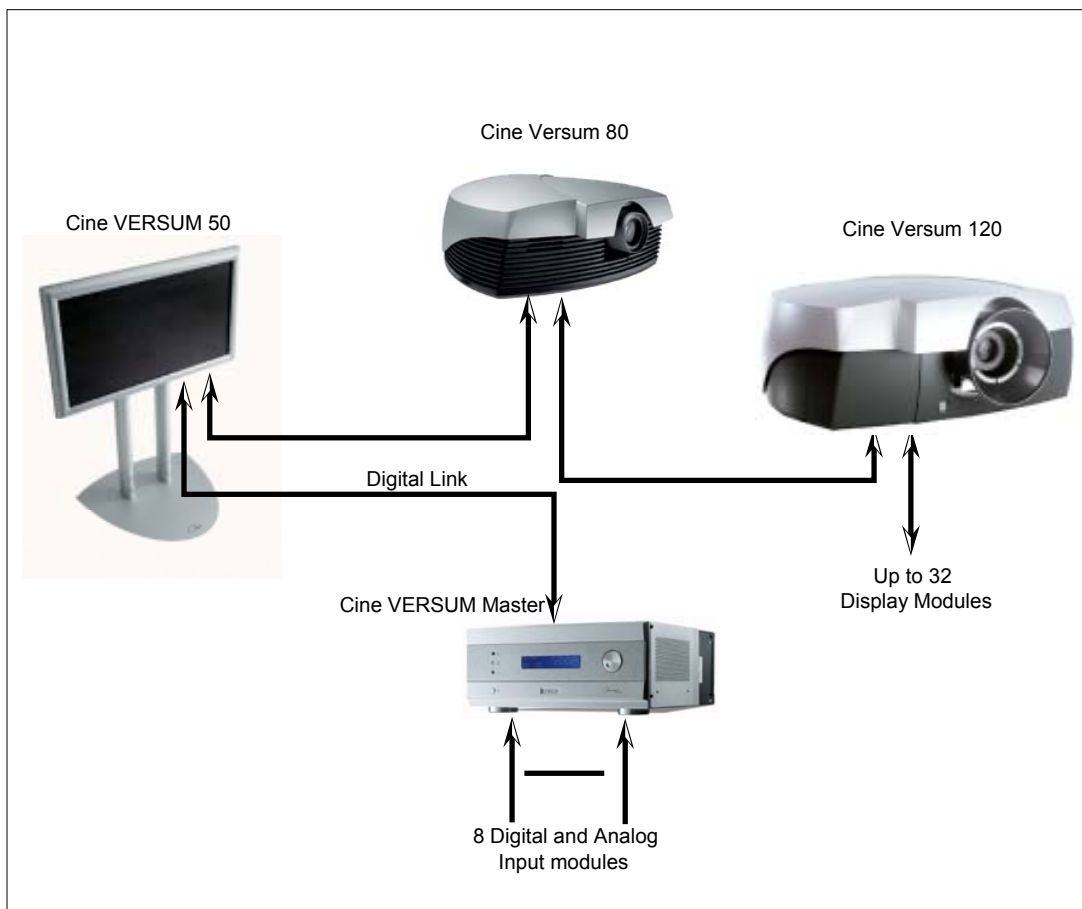 Cine Versum 80
Cine VERSUM 50
Cine Versum 120
Digital Link
Up to 32
Display Modules
Cine VERSUM Master
8 Digital and Analog
Input modules